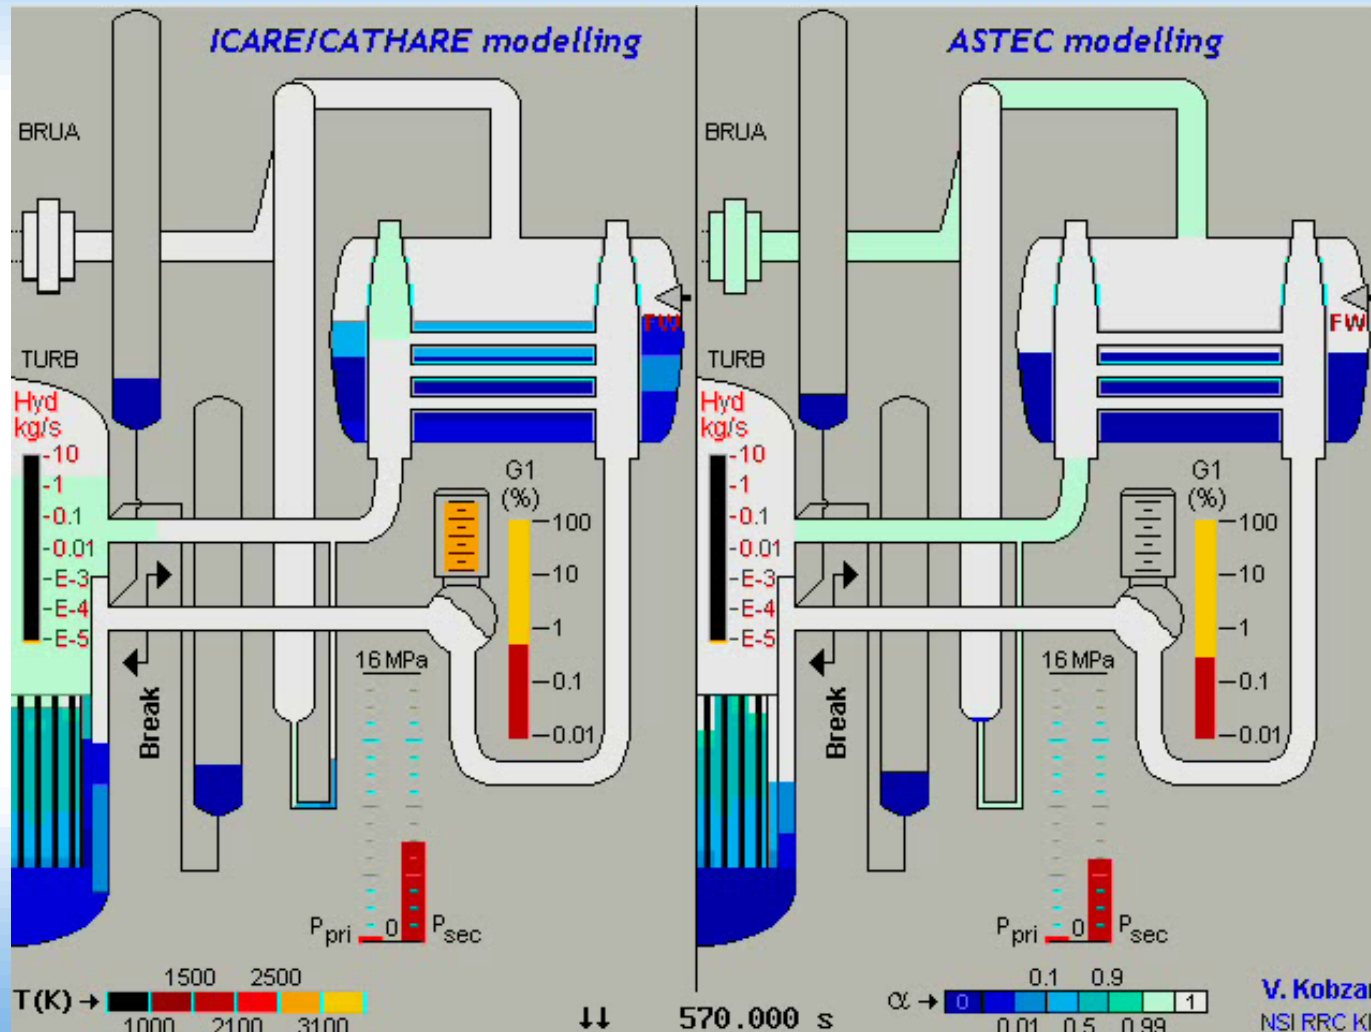 ICARE/CATHARE modelling
BRUA
TURB
Hyd
kg/s
-10
-1
-0.1
-0.01
-E-3
-E-4
-E-5
Break
FW
G1
(%)
100
10
1
0.1
0.01
16 MPa
Ppri 0 Psec
ASTEC modelling
BRUA
TURB
Hyd
kg/s
-10
-1
-0.1
-0.01
-E-3
-E-4
-E-5
Break
FW
G1
(%)
100
10
1
0.1
0.01
16 MPa
Ppri 0 Psec
1500 2500
T(K)
1000 2100 3100
570.000 s
0.1 0.9
α 0 1
0.01 0.5 0.99
V. Kobza
NSI RRC